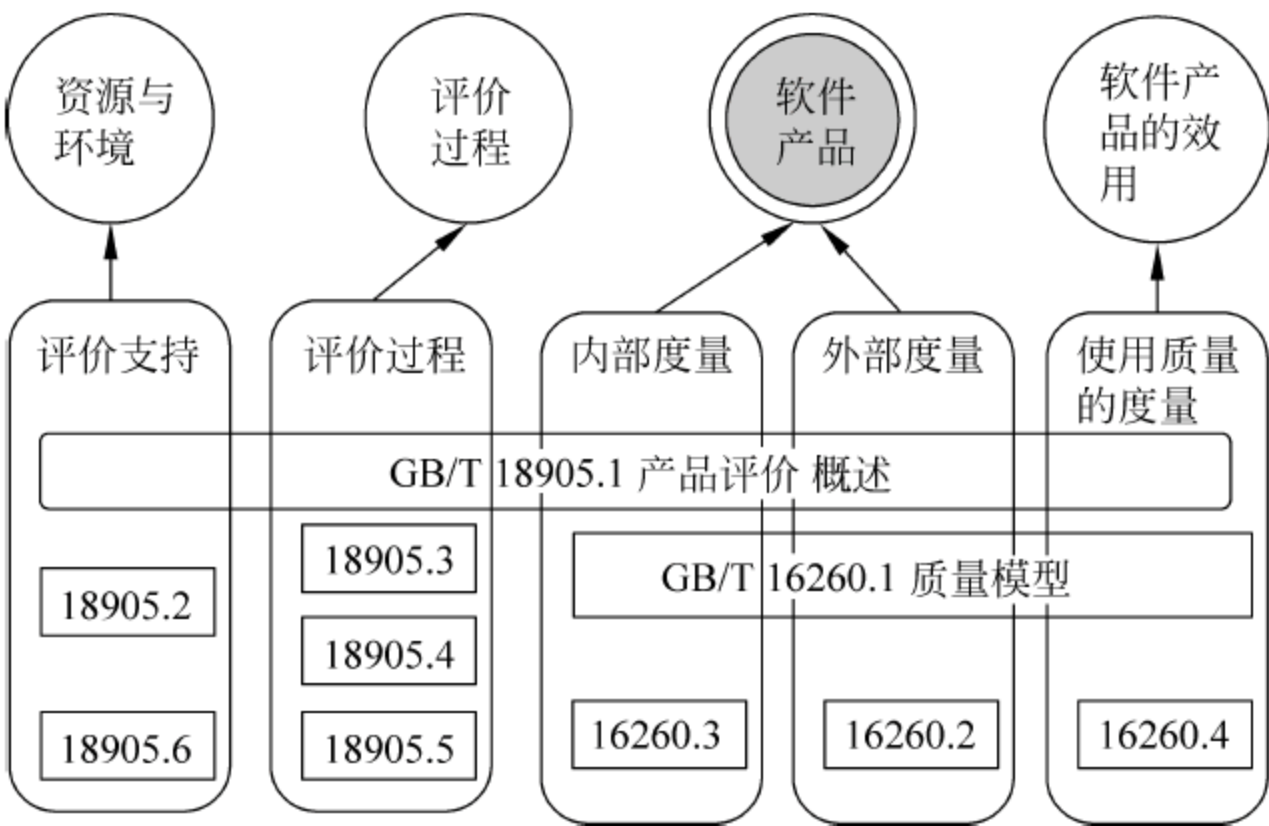 资源与
环境
评价
过程
软件
产品
软件产
品的效
用
评价支持
评价过程
内部度量
外部度量
使用质量
的度量
GB/T 18905.1 产品评价 概述
18905.3
GB/T 16260.1 质量模型
18905.2
18905.4
18905.6
18905.5
16260.3
16260.2
16260.4